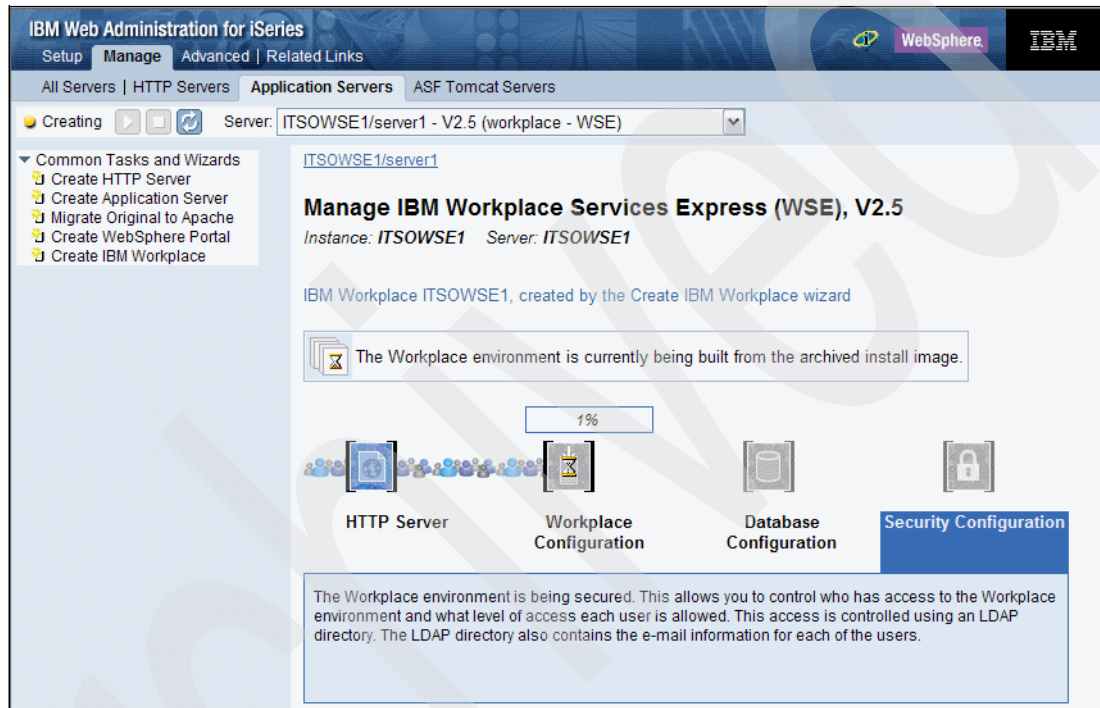 IBM Web Administration for iSeries
Setup Manage Advanced | Related Links
WebSphere.
IBM
All Servers | HTTP Servers Application Servers ASF Tomcat Servers
Creating Server: ITSOWSE1/server1 - V2.5 (workplace - WSE)
Common Tasks and Wizards
Create HTTP Server
Create Application Server
Migrate Original to Apache
Create WebSphere Portal
Create IBM Workplace
ITSOWSE1/server1
Manage IBM Workplace Services Express (WSE), V2.5
Instance: ITSOWSE1 Server: ITSOWSE1
IBM Workplace ITSOWSE1, created by the Create IBM Workplace wizard
The Workplace environment is currently being built from the archived install image.
1%
HTTP Server
Workplace
Configuration
Database
Configuration
Security Configuration
The Workplace environment is being secured. This allows you to control who has access to the Workplace
environment and what level of access each user is allowed. This access is controlled using an LDAP
directory. The LDAP directory also contains the e-mail information for each of the users.